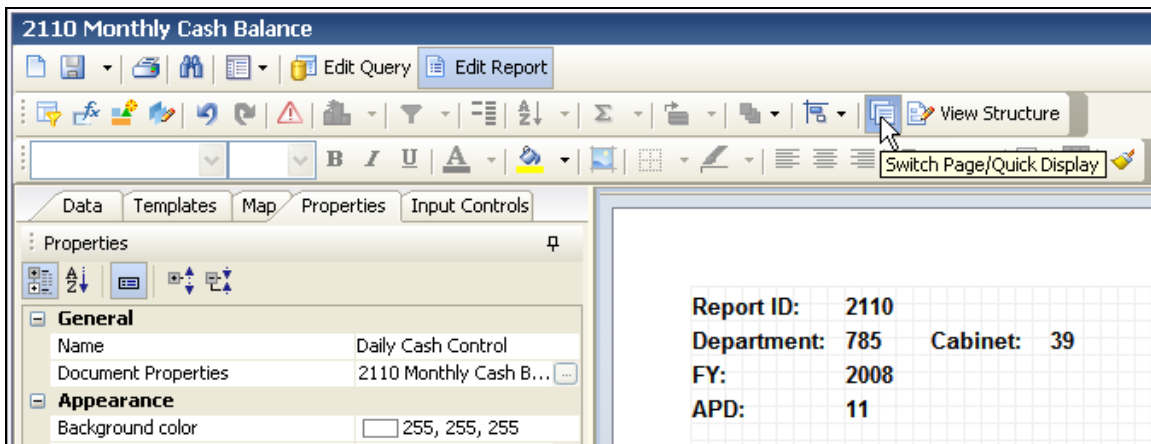 2110 Monthly Cash Balance
Edit Query Edit Report
View Structure
B I U A
Switch Page/Quick Display
Data Templates Map Properties Input Controls
Properties
General
Name Daily Cash Control
Document Properties 2110 Monthly Cash B... ...
Appearance
Background color 255, 255, 255
Report ID: 2110
Department: 785 Cabinet: 39
FY: 2008
APD: 11